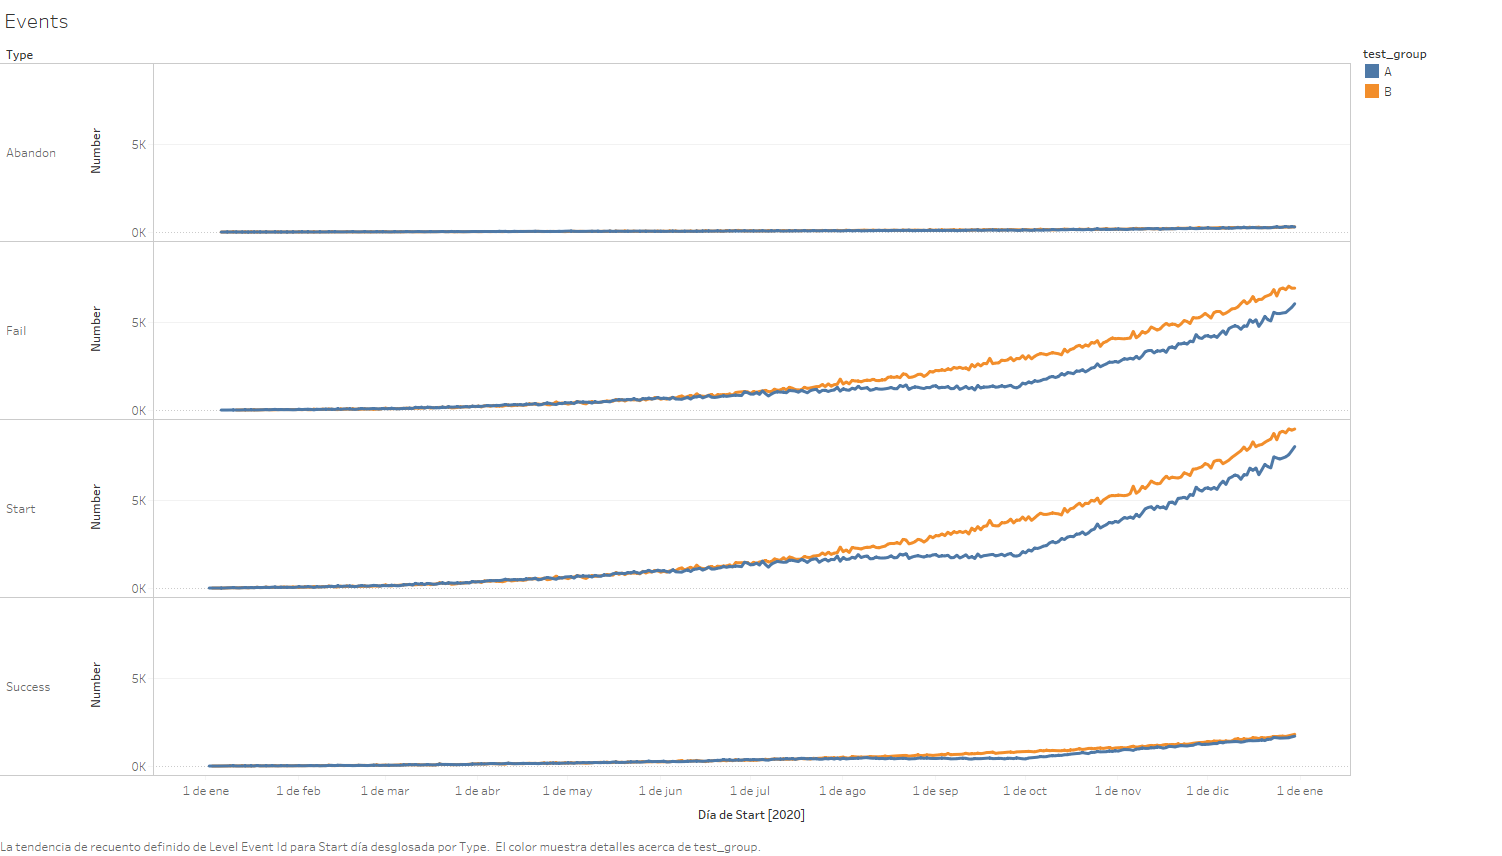 Events
Type
test_group
A
B
Abandon
Number
5K
0K
Fail
Number
5K
0K
Start
Number
5K
0K
Success
Number
5K
0K
1 de ene
1 de feb
1 de mar
1 de abr
1 de may
1 de jun
1 de jul
1 de ago
1 de sep
1 de oct
1 de nov
1 de dic
1 de ene
Día de Start [2020]
La tendencia de recuento definido de Level Event Id para Start día desglosada por Type.  El color muestra detalles acerca de test_group.